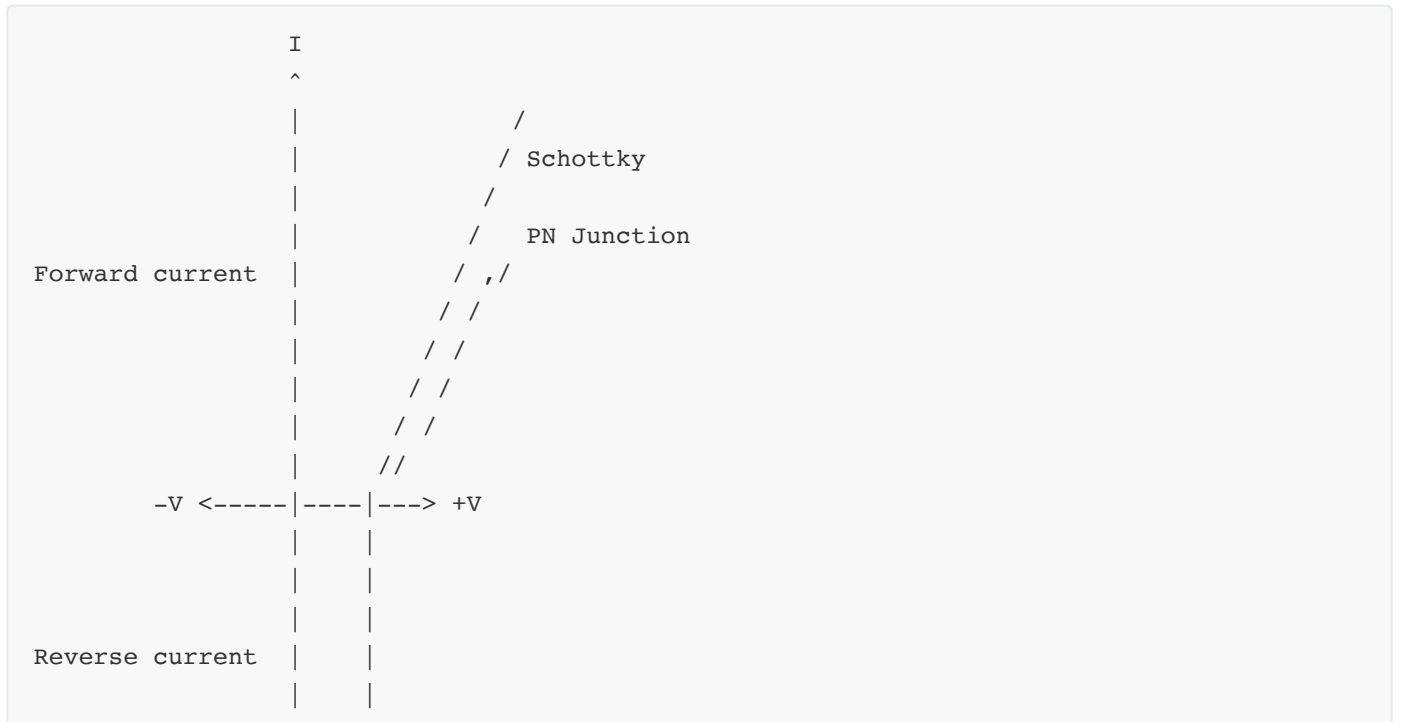 I
^
| /
| / Schottky
| /
| / PN Junction
Forward current | / ,/
| / /
| / /
| / /
| / /
| //
-V <-----|----|---> +V
| |
| |
| |
Reverse current | |
| |